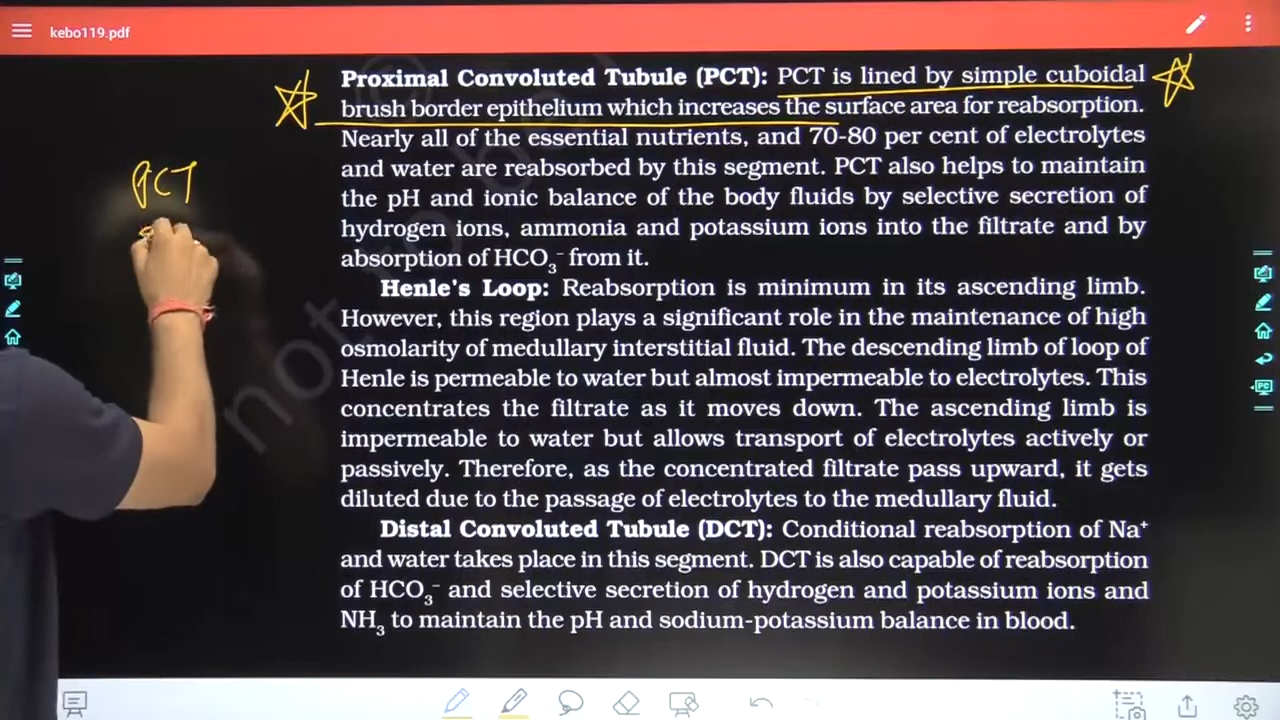 kebo119.pdf
Proximal Convoluted Tubule (PCT): PCT is lined by simple cuboidal
brush border epithelium which increases the surface area for reabsorption.
Nearly all of the essential nutrients, and 70-80 per cent of electrolytes
and water are reabsorbed by this segment. PCT also helps to maintain
the pH and ionic balance of the body fluids by selective secretion of
hydrogen ions, ammonia and potassium ions into the filtrate and by
absorption of HCO₃⁻ from it.
Henle's Loop: Reabsorption is minimum in its ascending limb.
However, this region plays a significant role in the maintenance of high
osmolarity of medullary interstitial fluid. The descending limb of loop of
Henle is permeable to water but almost impermeable to electrolytes. This
concentrates the filtrate as it moves down. The ascending limb is
impermeable to water but allows transport of electrolytes actively or
passively. Therefore, as the concentrated filtrate pass upward, it gets
diluted due to the passage of electrolytes to the medullary fluid.
Distal Convoluted Tubule (DCT): Conditional reabsorption of Na⁺
and water takes place in this segment. DCT is also capable of reabsorption
of HCO₃⁻ and selective secretion of hydrogen and potassium ions and
NH₃ to maintain the pH and sodium-potassium balance in blood.
PCT
not to be
PC